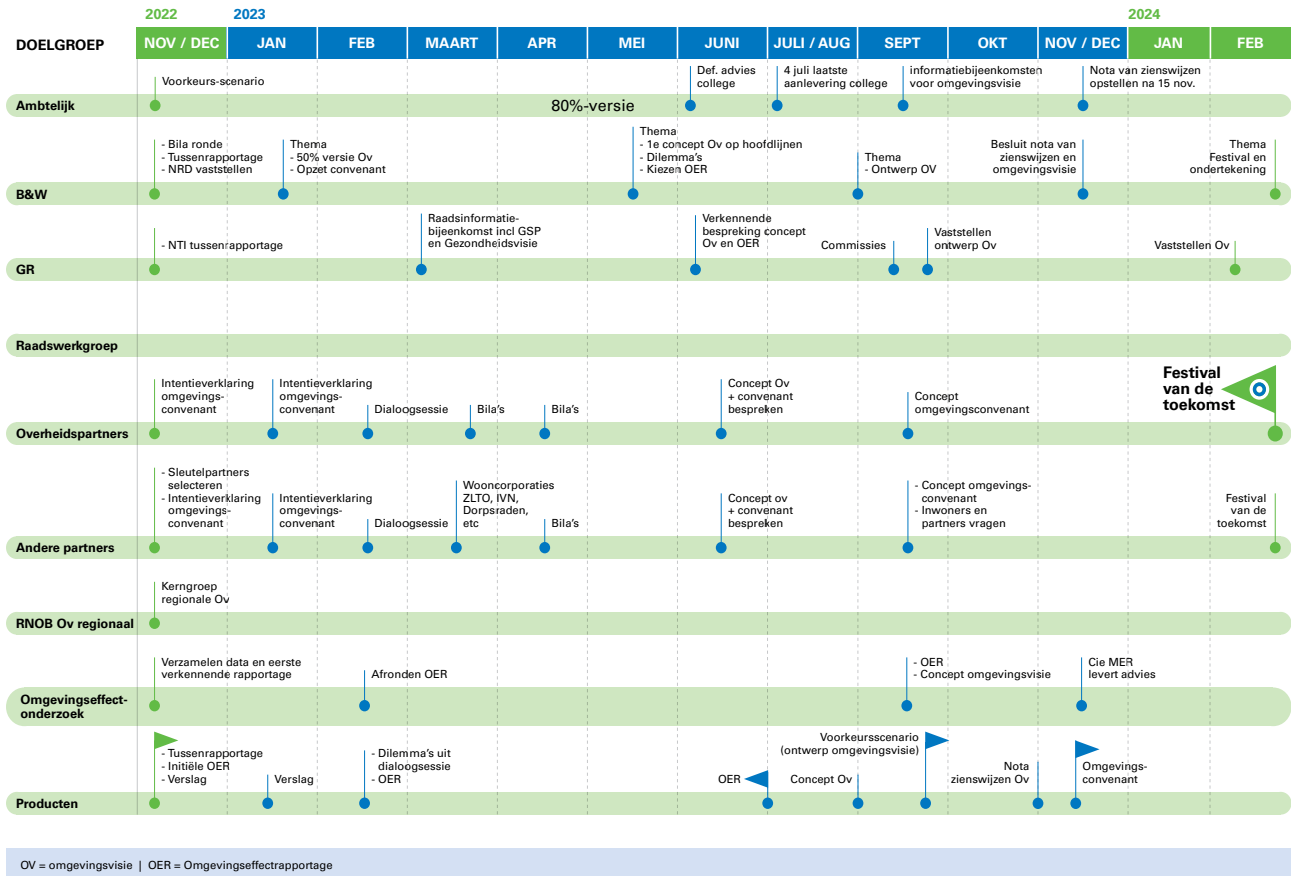 2022
2023
2024
DOELGROEP
NOV / DEC
JAN
FEB
MAART
APR
MEI
JUNI
JULI / AUG
SEPT
OKT
NOV / DEC
JAN
FEB
Voorkeurs-scenario
Def. advies
college
4 juli laatste
aanlevering college
informatiebijeenkomsten
voor omgevingsvisie
Nota van zienswijzen
opstellen na 15 nov.
Ambtelijk
80%-versie
- Bila ronde
- Tussenrapportage
- NRD vaststellen
Thema
- 50% versie Ov
- Opzet convenant
Thema
- 1e concept Ov op hoofdlijnen
- Dilemma's
- Kiezen OER
Thema
- Ontwerp OV
Besluit nota van
zienswijzen en
omgevingsvisie
Thema
Festival en
ondertekening
B&W
- NTI tussenrapportage
Raadsinformatie-
bijeenkomst incl GSP
en Gezondheidsvisie
Verkennende
bespreking concept
Ov en OER
Commissies
Vaststellen
ontwerp Ov
Vaststellen Ov
GR
Raadswerkgroep
Intentieverklaring
omgevings-
convenant
Intentieverklaring
omgevings-
convenant
Dialoogsessie
Bila's
Bila's
Concept Ov
+ convenant
bespreken
Concept
omgevingsconvenant
Festival
van de
toekomst
Overheidspartners
- Sleutelpartners
selecteren
- Intentieverklaring
omgevings-
convenant
Intentieverklaring
omgevings-
convenant
Dialoogsessie
Wooncorporaties
ZLTO, IVN,
Dorpsraden,
etc
Bila's
Concept ov
+ convenant
bespreken
- Concept omgevings-
convenant
- Inwoners en
partners vragen
Festival
van de
toekomst
Andere partners
Kerngroep
regionale Ov
RNOB Ov regionaal
Verzamelen data en eerste
verkennende rapportage
Afronden OER
- OER
- Concept omgevingsvisie
Cie MER
levert advies
Omgevingseffect-
onderzoek
- Tussenrapportage
- Initiële OER
- Verslag
Verslag
- Dilemma's uit
dialoogsessie
- OER
OER
Concept Ov
Voorkeursscenario
(ontwerp omgevingsvisie)
Nota
zienswijzen Ov
Omgevings-
convenant
Producten
OV = omgevingsvisie | OER = Omgevingseffectrapportage